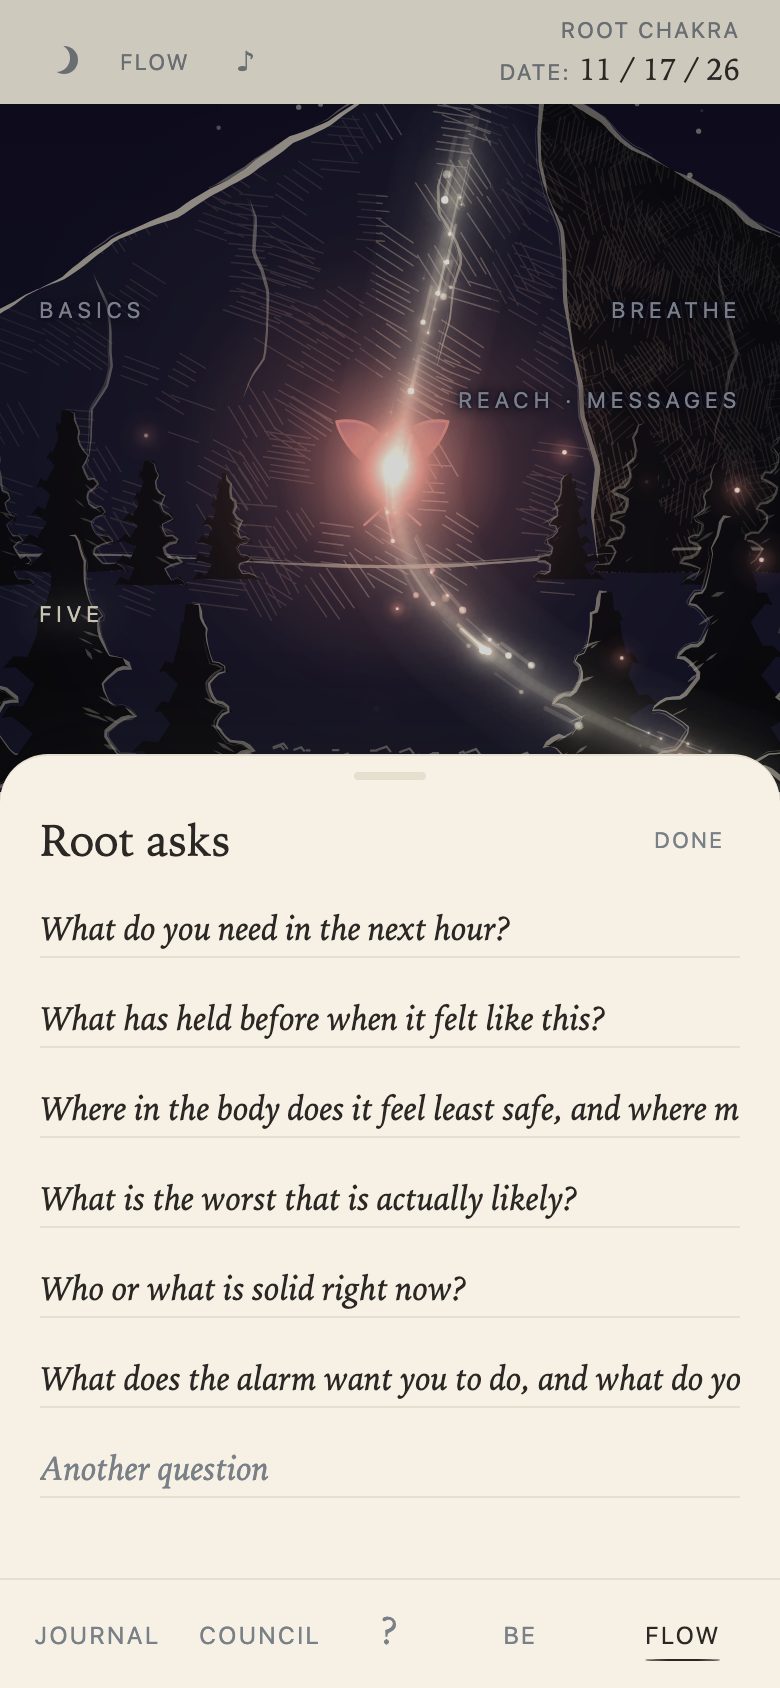 FLOW ♪
ROOT CHAKRA
DATE: 11 / 17 / 26
BASICS
BREATHE
REACH · MESSAGES
FIVE
Root asks
DONE
What do you need in the next hour?
What has held before when it felt like this?
Where in the body does it feel least safe, and where m
What is the worst that is actually likely?
Who or what is solid right now?
What does the alarm want you to do, and what do yo
Another question
JOURNAL COUNCIL ? BE FLOW